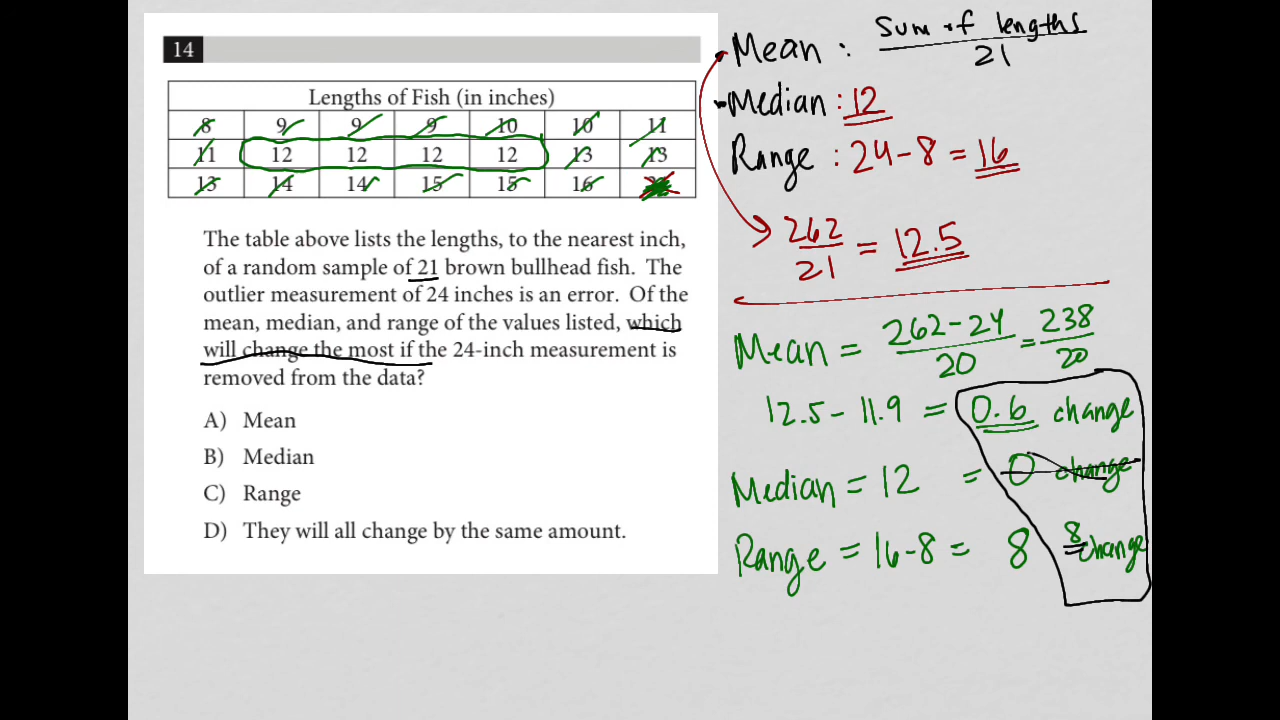 14
Lengths of Fish (in inches)
8 9 9 9 10 10 11
11 12 12 12 12 13 13
13 14 14 15 15 16
The table above lists the lengths, to the nearest inch,
of a random sample of 21 brown bullhead fish. The
outlier measurement of 24 inches is an error. Of the
mean, median, and range of the values listed, which
will change the most if the 24-inch measurement is
removed from the data?
A) Mean
B) Median
C) Range
D) They will all change by the same amount.
Mean : Sum of lengths / 21
Median : 12
Range : 24 - 8 = 16
262 / 21 = 12.5
Mean = 262 - 24 / 20 = 238 / 20
12.5 - 11.9 = 0.6 change
Median = 12 = 0 change
Range = 16 - 8 = 8 8 change